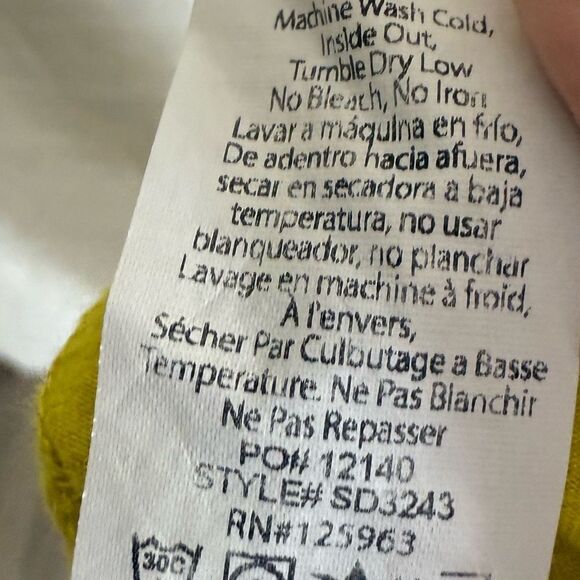 Machine Wash Cold,
Inside Out,
Tumble Dry Low
No Bleach, No Iron
Lavar a máquina en frío,
De adentro hacia afuera,
secar en secadora a baja
temperatura, no usar
blanqueador, no planchar
Lavage en machine à froid,
À l'envers,
Sécher Par Culbutage a Basse
Temperature. Ne Pas Blanchir
Ne Pas Repasser
PO# 12140
STYLE# SD3243
RN#125963
30C